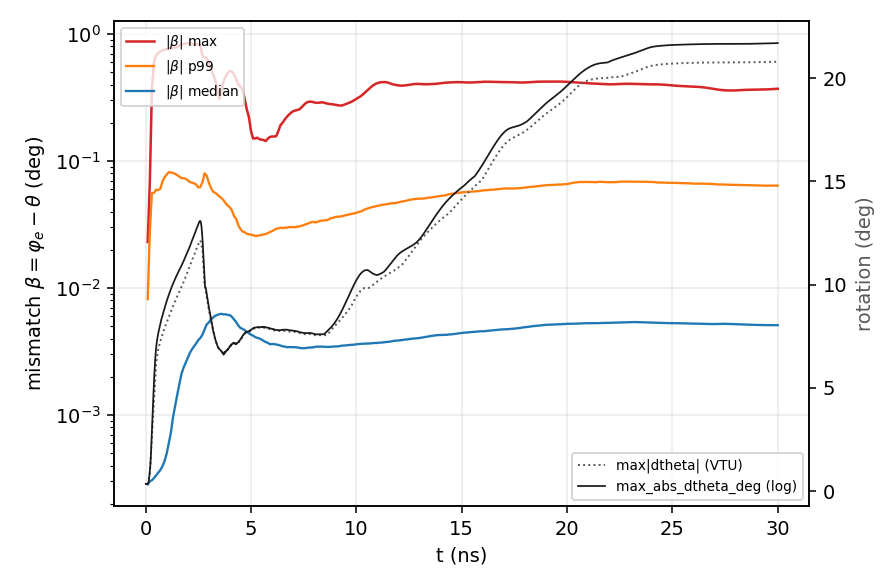 |β| max
|β| p99
|β| median
10⁰
10⁻¹
10⁻²
10⁻³
mismatch β = φₑ − θ (deg)
20
15
10
5
0
rotation (deg)
max|dtheta| (VTU)
max_abs_dtheta_deg (log)
0 5 10 15 20 25 30
t (ns)